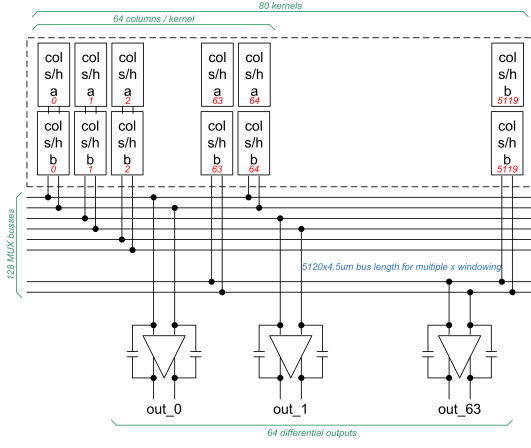 80 kernels
64 columns / kernel
col
s/h
a
0
col
s/h
a
1
col
s/h
a
2
col
s/h
a
63
col
s/h
a
64
col
s/h
b
5119
col
s/h
b
0
col
s/h
b
1
col
s/h
b
2
col
s/h
b
63
col
s/h
b
64
col
s/h
b
5119
128 MUX busses
5120x4.5um bus length for multiple x windowing
out_0
out_1
out_63
64 differential outputs